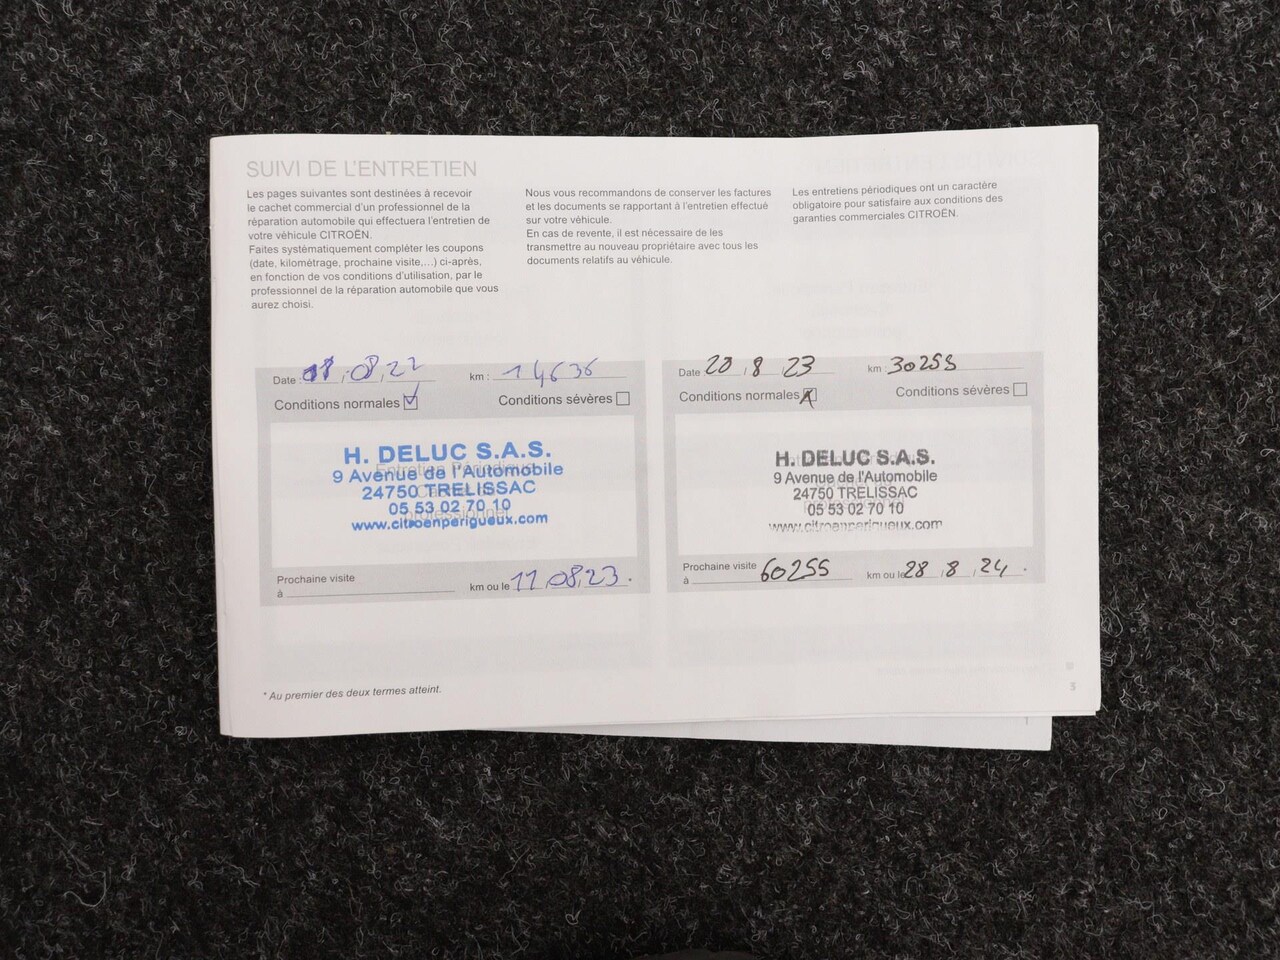 SUIVI DE L'ENTRETIEN
Les pages suivantes sont destinées à recevoir
le cachet commercial d'un professionnel de la
réparation automobile qui effectuera l'entretien de
votre véhicule CITROËN.
Faites systématiquement compléter les coupons
(date, kilométrage, prochaine visite,...) ci-après,
en fonction de vos conditions d'utilisation, par le
professionnel de la réparation automobile que vous
aurez choisi.
Nous vous recommandons de conserver les factures
et les documents se rapportant à l'entretien effectué
sur votre véhicule.
En cas de revente, il est nécessaire de les
transmettre au nouveau propriétaire avec tous les
documents relatifs au véhicule.
Les entretiens périodiques ont un caractère
obligatoire pour satisfaire aux conditions des
garanties commerciales CITROËN.
Date : 08 22 km : 14636
Conditions normales Conditions sévères
H. DELUC S.A.S.
9 Avenue de l'Automobile
24750 TRELISSAC
05 53 02 70 10
www.citroenperigueux.com
Prochaine visite
à km ou le 11.08.23.
Date 8 23 km 30255
Conditions normales Conditions sévères
H. DELUC S.A.S.
9 Avenue de l'Automobile
24750 TRELISSAC
05 53 02 70 10
www.citroenperigueux.com
Prochaine visite
à 60255 km ou le 28 8 24.
* Au premier des deux termes atteint.